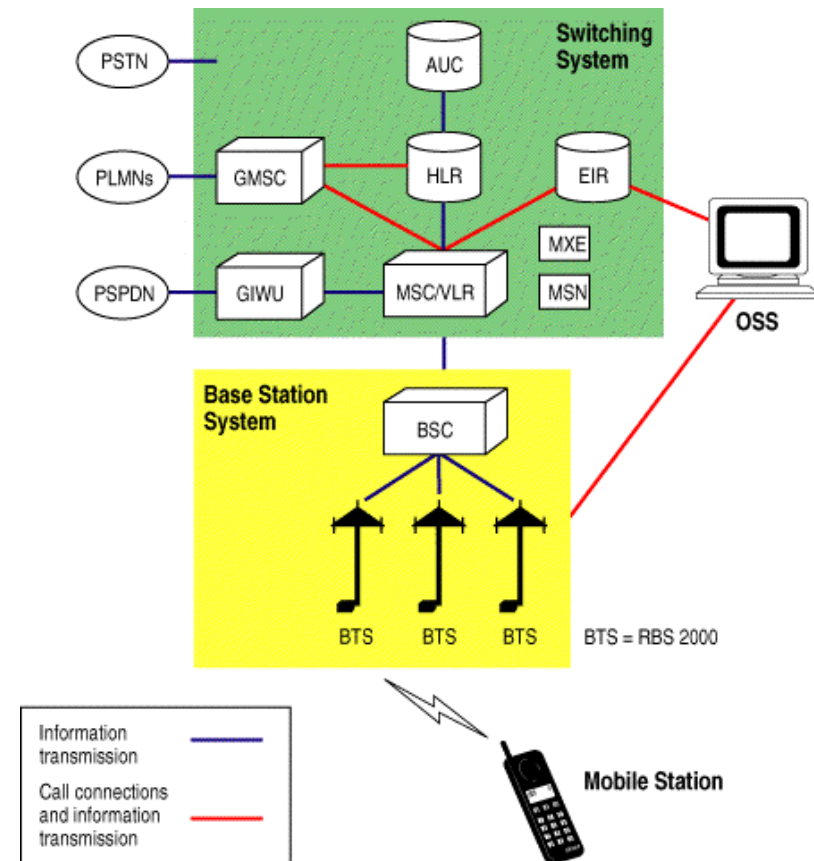 Switching
System
PSTN
AUC
PLMNs
GMSC
HLR
EIR
MXE
PSPDN
GIWU
MSC/VLR
MSN
OSS
Base Station
System
BSC
BTS
BTS
BTS
BTS = RBS 2000
Information
transmission
Call connections
and information
transmission
Mobile Station